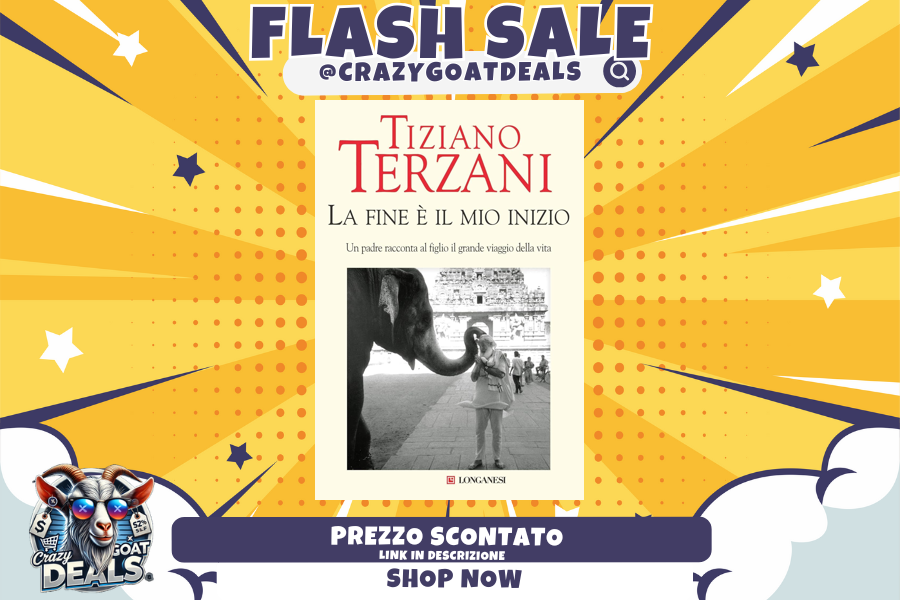 FLASH SALE
@CRAZYGOATDEALS
TIZIANO
TERZANI
LA FINE È IL MIO INIZIO
Un padre racconta al figlio il grande viaggio della vita
LONGANESI
$
52%
Crazy
GOAT
DEALS
PREZZO SCONTATO
LINK IN DESCRIZIONE
SHOP NOW